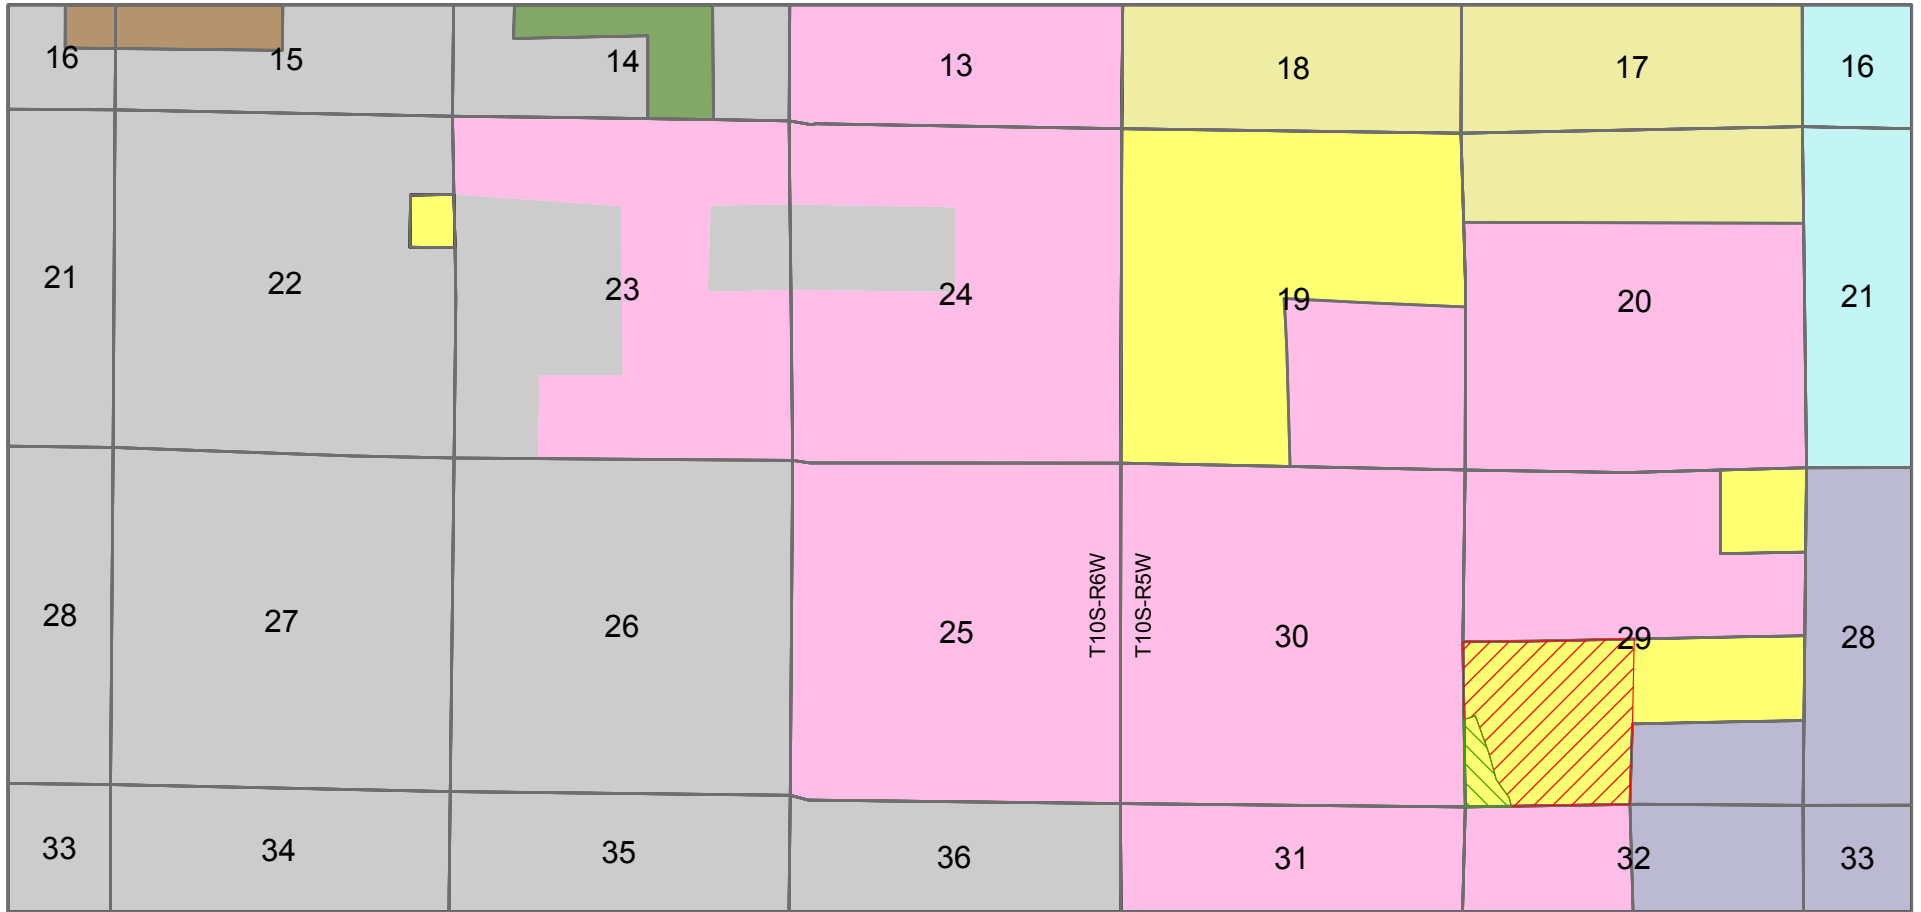 16 15 14 13 18 17 16
21 22 23 24 19 20 21
28 27 26 25 T10S-R6W T10S-R5W 30 29 28
33 34 35 36 31 32 33